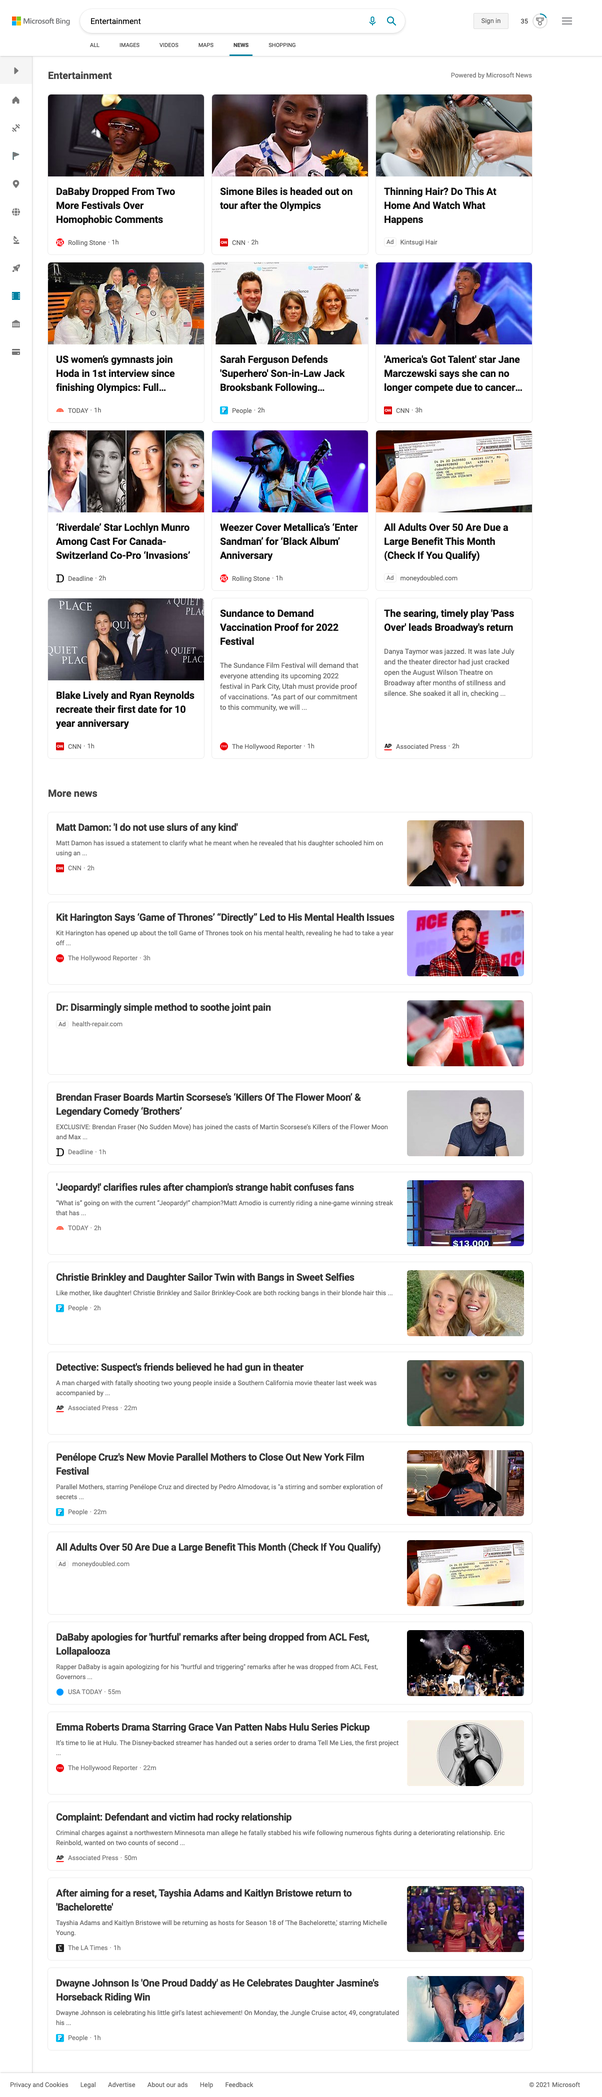 Microsoft Bing
Entertainment
Sign in
35
ALL IMAGES VIDEOS MAPS NEWS SHOPPING
Entertainment
Powered by Microsoft News
DaBaby Dropped From Two
More Festivals Over
Homophobic Comments
Rolling Stone · 1h
Simone Biles is headed out on
tour after the Olympics
CNN · 2h
Thinning Hair? Do This At
Home And Watch What
Happens
Ad Kintsugi Hair
US women's gymnasts join
Hoda in 1st interview since
finishing Olympics: Full...
TODAY · 1h
Sarah Ferguson Defends
'Superhero' Son-in-Law Jack
Brooksbank Following...
People · 2h
'America's Got Talent' star Jane
Marczewski says she can no
longer compete due to cancer...
CNN · 3h
'Riverdale' Star Lochlyn Munro
Among Cast For Canada-
Switzerland Co-Pro 'Invasions'
Deadline · 2h
Weezer Cover Metallica's 'Enter
Sandman' for 'Black Album'
Anniversary
Rolling Stone · 1h
All Adults Over 50 Are Due a
Large Benefit This Month
(Check If You Qualify)
Ad moneydoubled.com
PLACE
A QUIET
QUIET
Blake Lively and Ryan Reynolds
recreate their first date for 10
year anniversary
CNN · 1h
Sundance to Demand
Vaccination Proof for 2022
Festival
The Sundance Film Festival will demand that
everyone attending its upcoming 2022
festival in Park City, Utah must provide proof
of vaccinations. "As part of our commitment
to this community, we will ...
The Hollywood Reporter · 1h
The searing, timely play 'Pass
Over' leads Broadway's return
Danya Taymor was jazzed. It was late July
and the theater director had just cracked
open the August Wilson Theatre on
Broadway after months of stillness and
silence. She soaked it all in, checking ...
AP Associated Press · 2h
More news
Matt Damon: 'I do not use slurs of any kind'
Matt Damon has issued a statement to clarify what he meant when he revealed that his daughter schooled him on
using an ...
CNN · 2h
Kit Harington Says 'Game of Thrones' "Directly" Led to His Mental Health Issues
Kit Harington has opened up about the toll Game of Thrones took on his mental health, revealing he had to take a year
off ...
The Hollywood Reporter · 3h
ACE
Dr: Disarmingly simple method to soothe joint pain
Ad health-repair.com
Brendan Fraser Boards Martin Scorsese's 'Killers Of The Flower Moon' &
Legendary Comedy 'Brothers'
EXCLUSIVE: Brendan Fraser (No Sudden Move) has joined the casts of Martin Scorsese's Killers of the Flower Moon
and Max ...
Deadline · 1h
'Jeopardy!' clarifies rules after champion's strange habit confuses fans
"What is" going on with the current "Jeopardy!" champion?Matt Amodio is currently riding a nine-game winning streak
that has ...
TODAY · 2h
$13,000
Christie Brinkley and Daughter Sailor Twin with Bangs in Sweet Selfies
Like mother, like daughter! Christie Brinkley and Sailor Brinkley-Cook are both rocking bangs in their blonde hair this ...
People · 2h
Detective: Suspect's friends believed he had gun in theater
A man charged with fatally shooting two young people inside a Southern California movie theater last week was
accompanied by ...
AP Associated Press · 22m
Penélope Cruz's New Movie Parallel Mothers to Close Out New York Film
Festival
Parallel Mothers, starring Penélope Cruz and directed by Pedro Almodovar, is "a stirring and somber exploration of
secrets ...
People · 22m
All Adults Over 50 Are Due a Large Benefit This Month (Check If You Qualify)
Ad moneydoubled.com
DaBaby apologies for 'hurtful' remarks after being dropped from ACL Fest,
Lollapalooza
Rapper DaBaby is again apologizing for his "hurtful and triggering" remarks after he was dropped from ACL Fest,
Governors ...
USA TODAY · 55m
Emma Roberts Drama Starring Grace Van Patten Nabs Hulu Series Pickup
It's time to lie at Hulu. The Disney-backed streamer has handed out a series order to drama Tell Me Lies, the first project
...
The Hollywood Reporter · 22m
Complaint: Defendant and victim had rocky relationship
Criminal charges against a northwestern Minnesota man allege he fatally stabbed his wife following numerous fights during a deteriorating relationship. Eric
Reinbold, wanted on two counts of second ...
AP Associated Press · 50m
After aiming for a reset, Tayshia Adams and Kaitlyn Bristowe return to
'Bachelorette'
Tayshia Adams and Kaitlyn Bristowe will be returning as hosts for Season 18 of 'The Bachelorette,' starring Michelle
Young.
The LA Times · 1h
Dwayne Johnson Is 'One Proud Daddy' as He Celebrates Daughter Jasmine's
Horseback Riding Win
Dwayne Johnson is celebrating his little girl's latest achievement! On Monday, the Jungle Cruise actor, 49, congratulated
his ...
People · 1h
Privacy and Cookies Legal Advertise About our ads Help Feedback
© 2021 Microsoft